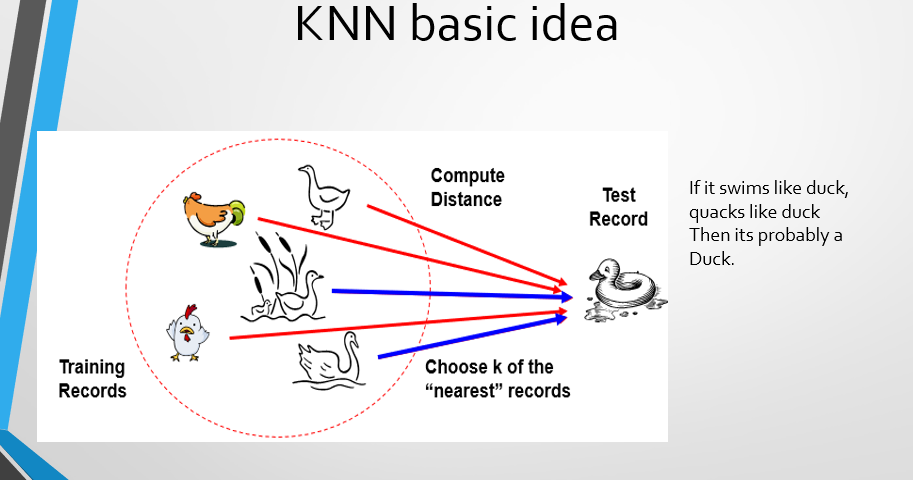 KNN basic idea
Compute
Distance
Test
Record
If it swims like duck,
quacks like duck
Then its probably a
Duck.
Training
Records
Choose k of the
“nearest” records